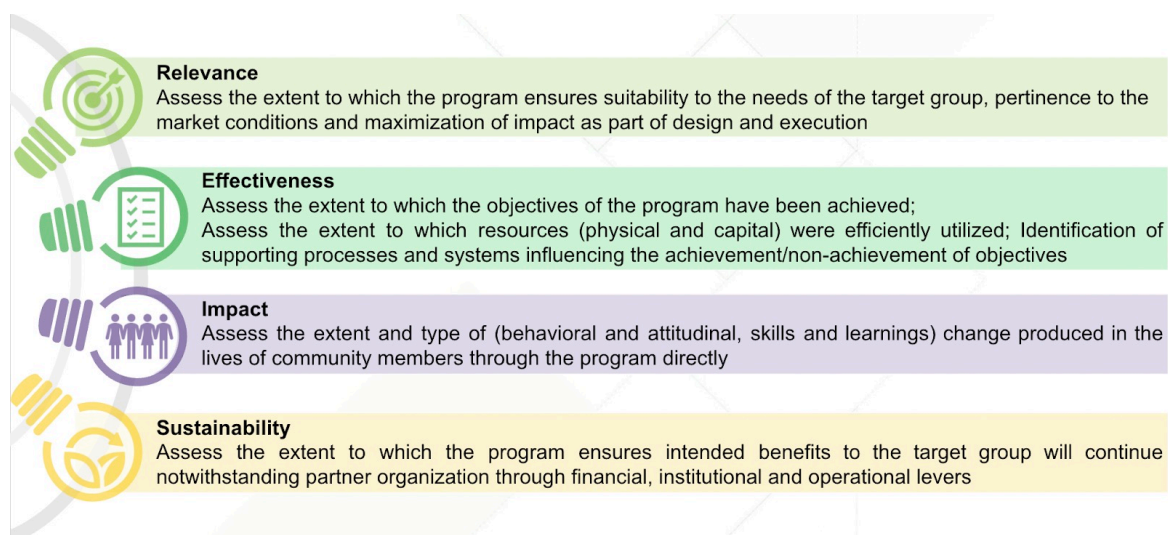 Relevance
Assess the extent to which the program ensures suitability to the needs of the target group, pertinence to the
market conditions and maximization of impact as part of design and execution
Effectiveness
Assess the extent to which the objectives of the program have been achieved;
Assess the extent to which resources (physical and capital) were efficiently utilized; Identification of
supporting processes and systems influencing the achievement/non-achievement of objectives
Impact
Assess the extent and type of (behavioral and attitudinal, skills and learnings) change produced in the
lives of community members through the program directly
Sustainability
Assess the extent to which the program ensures intended benefits to the target group will continue
notwithstanding partner organization through financial, institutional and operational levers